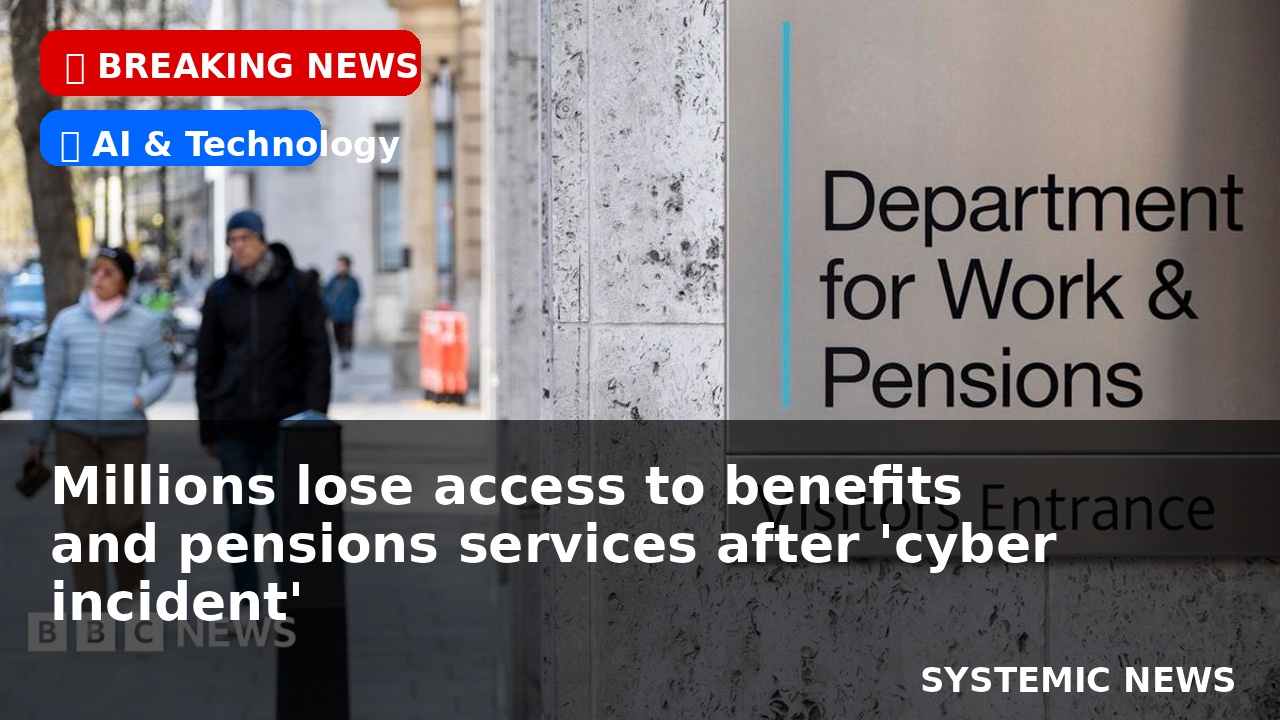 BREAKING NEWS
AI & Technology
Department
for Work &
Pensions
Visitors Entrance
Millions lose access to benefits
and pensions services after 'cyber
incident'
BBC NEWS
SYSTEMIC NEWS